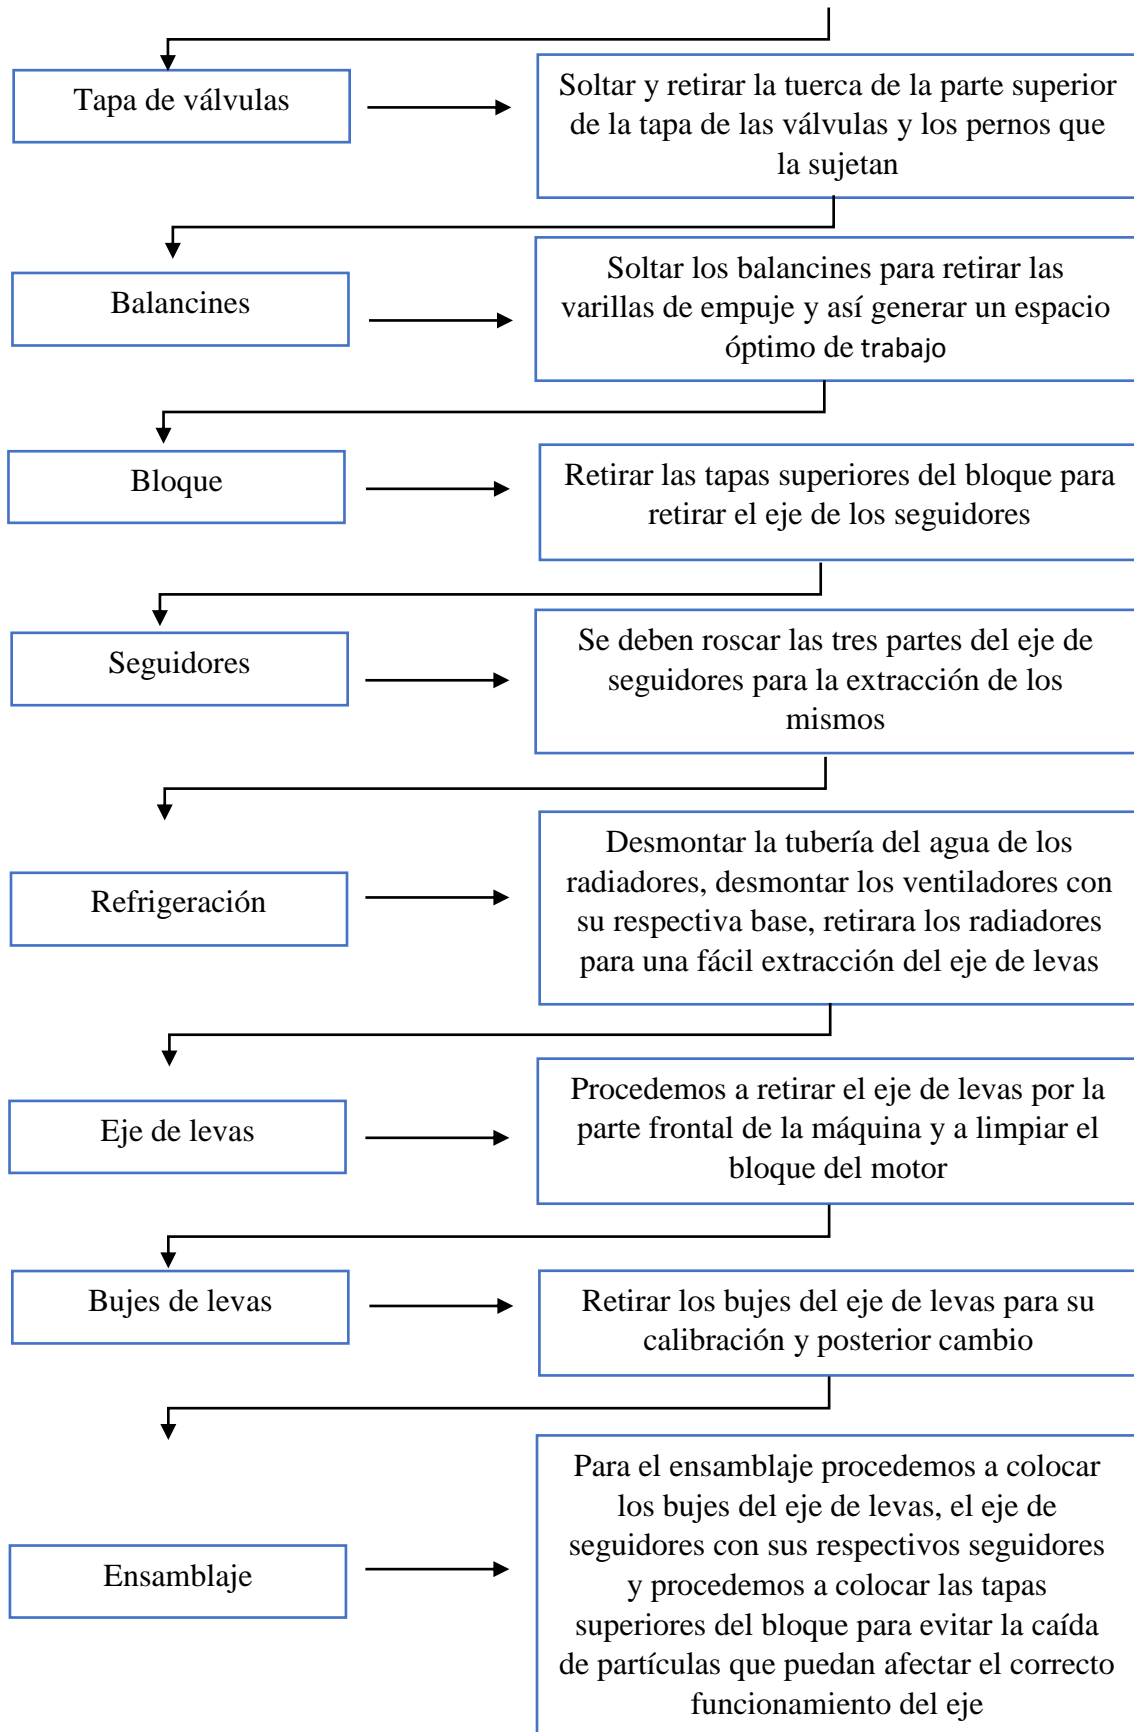 Tapa de válvulas
Soltar y retirar la tuerca de la parte superior
de la tapa de las válvulas y los pernos que
la sujetan
Balancines
Soltar los balancines para retirar las
varillas de empuje y así generar un espacio
óptimo de trabajo
Bloque
Retirar las tapas superiores del bloque para
retirar el eje de los seguidores
Seguidores
Se deben roscar las tres partes del eje de
seguidores para la extracción de los
mismos
Refrigeración
Desmontar la tubería del agua de los
radiadores, desmontar los ventiladores con
su respectiva base, retirara los radiadores
para una fácil extracción del eje de levas
Eje de levas
Procedemos a retirar el eje de levas por la
parte frontal de la máquina y a limpiar el
bloque del motor
Bujes de levas
Retirar los bujes del eje de levas para su
calibración y posterior cambio
Ensamblaje
Para el ensamblaje procedemos a colocar
los bujes del eje de levas, el eje de
seguidores con sus respectivos seguidores
y procedemos a colocar las tapas
superiores del bloque para evitar la caída
de partículas que puedan afectar el correcto
funcionamiento del eje